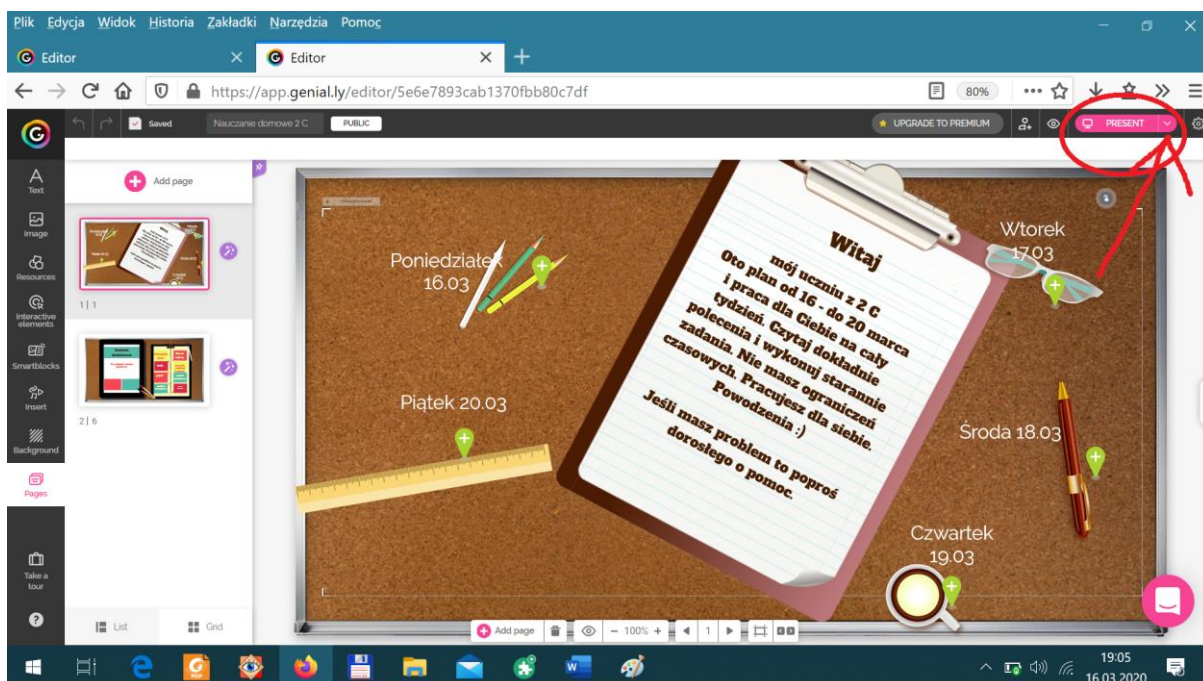 Plik Edycja Widok Historia Zakładki Narzędzia Pomoc
Editor
Editor
https://app.genial.ly/editor/5e6e7893cab1370fbb80c7df
80%
Saved
Nauczanie domowe 2 C
PUBLIC
UPGRADE TO PREMIUM
PRESENT
Text
Image
Resources
Interactive
elements
Smartblocks
Insert
Background
Pages
Take a
tour
Add page
1 | 1
2 | 6
List
Grid
Poniedziałek
16.03
Piątek 20.03
Witaj
mój uczniu z 2 C
Oto plan od 16 - do 20 marca
i praca dla Ciebie na cały
tydzień. Czytaj dokładnie
polecenia i wykonuj starannie
zadania. Nie masz ograniczeń
czasowych. Pracujesz dla siebie.
Powodzenia :)
Jeśli masz problem to poproś
dorosłego o pomoc.
Wtorek
17.03
Środa 18.03
Czwartek
19.03
Add page
100%
1
19:05
16.03.2020